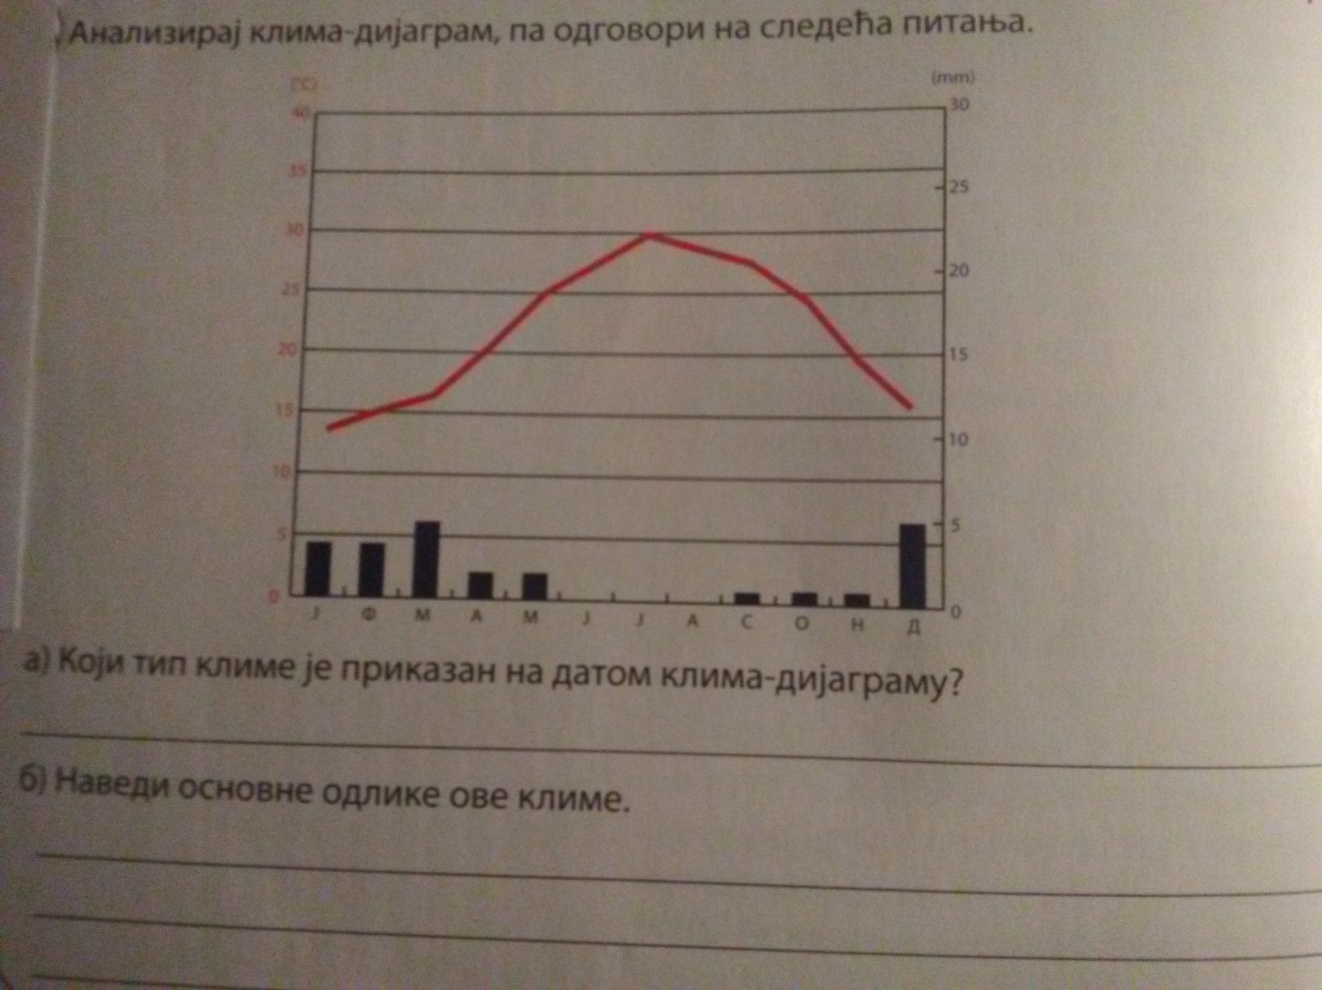 Анализирај клима-дијаграм, па одговори на следећа питања.
(°C)
(mm)
40
30
35
25
30
20
25
20
15
15
10
10
5
5
0
0
Ј Ф М А М Ј Ј А С О Н Д
а) Који тип климе је приказан на датом клима-дијаграму?
б) Наведи основне одлике ове климе.